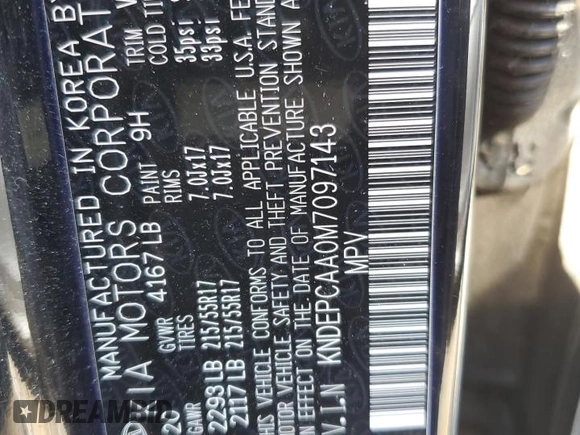 MANUFACTURED IN KOREA BY
KIA MOTORS CORPORAT
20 GVWR 4167 LB PAINT 9H TRIM
GAWR TIRES RIMS COLD TI
2293 LB 215/55R17 7.0Jx17 35psi
2117 LB 215/55R17 7.0Jx17 33psi
THIS VEHICLE CONFORMS TO ALL APPLICABLE U.S.A. FE
MOTOR VEHICLE SAFETY AND THEFT PREVENTION STAND
IN EFFECT ON THE DATE OF MANUFACTURE SHOWN A
V.I.N KNDEPCAA0M7097143
MPV
DREAMBID